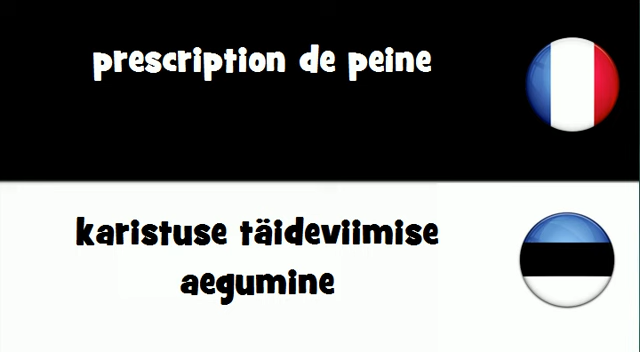 prescription de peine
karistuse täideviimise
aegumine